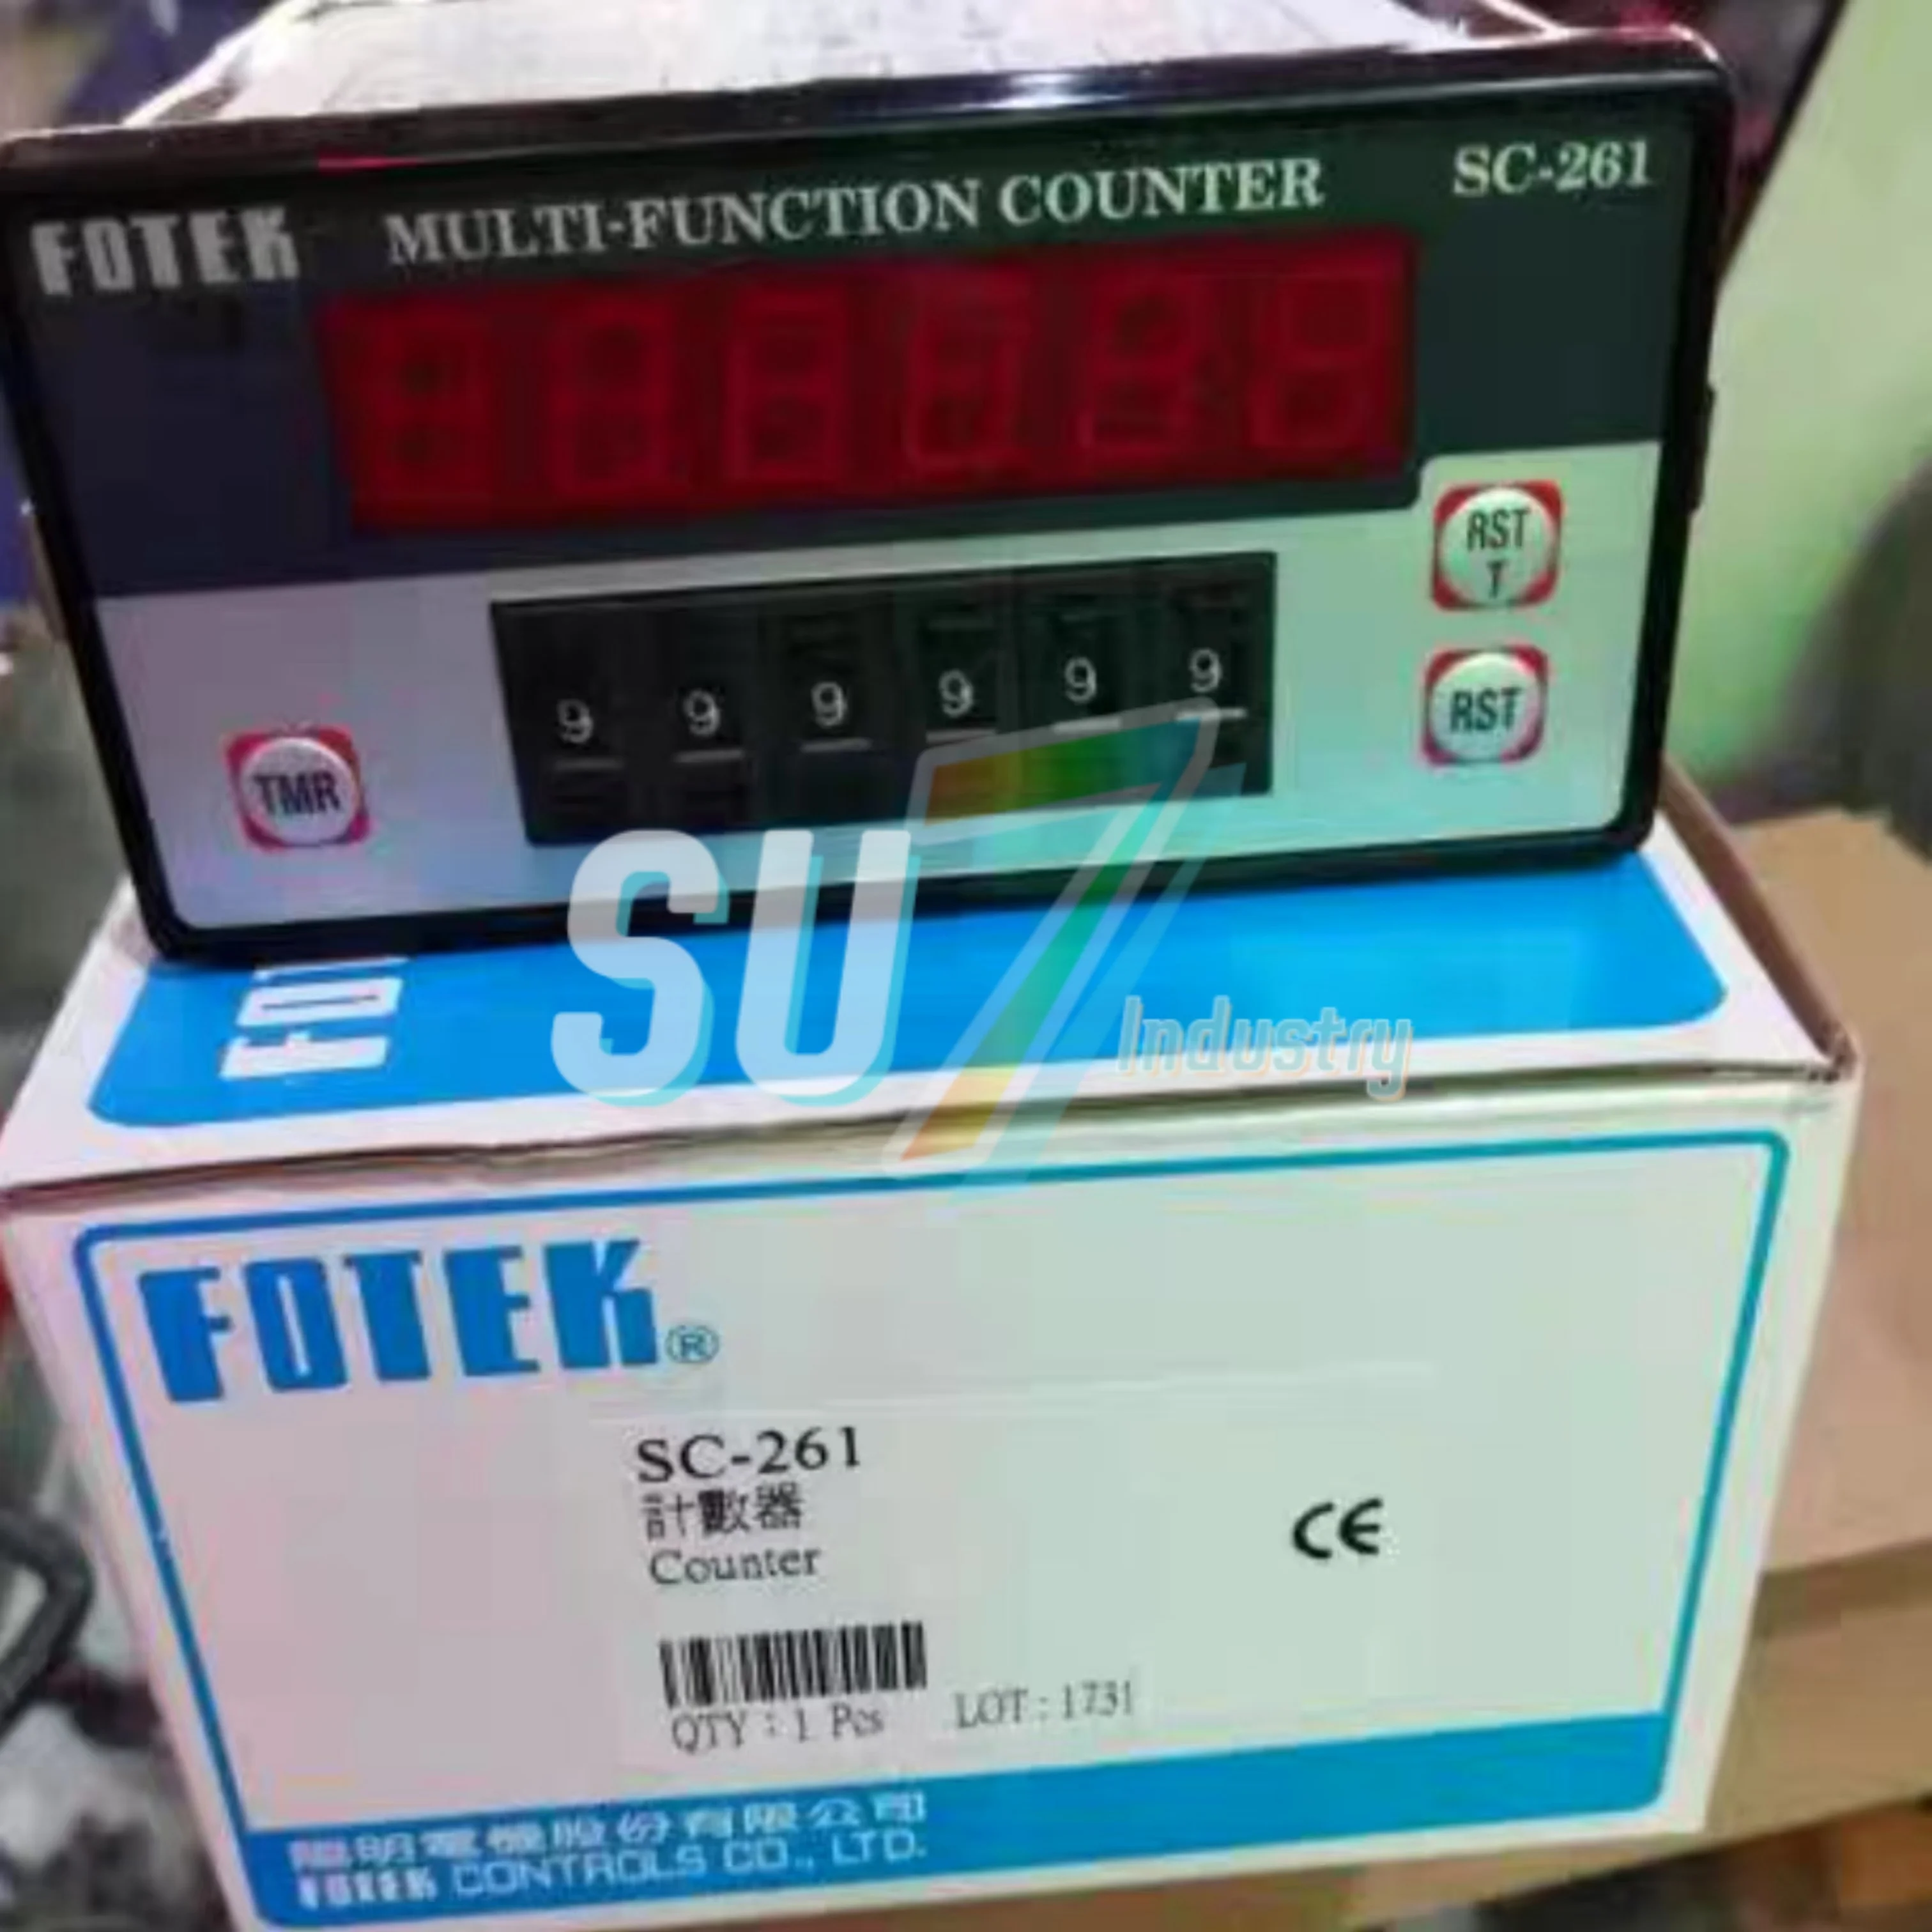 FOTEK MULTI-FUNCTION COUNTER SC-261
RST
T
9 9 9 9 9 9
RST
TMR
SU7
Industry
FOT
FOTEK®
SC-261
計數器
Counter
CE
QTY : 1 Pcs LOT : 1731
陽明電機股份有限公司
FOTEK CONTROLS CO., LTD.